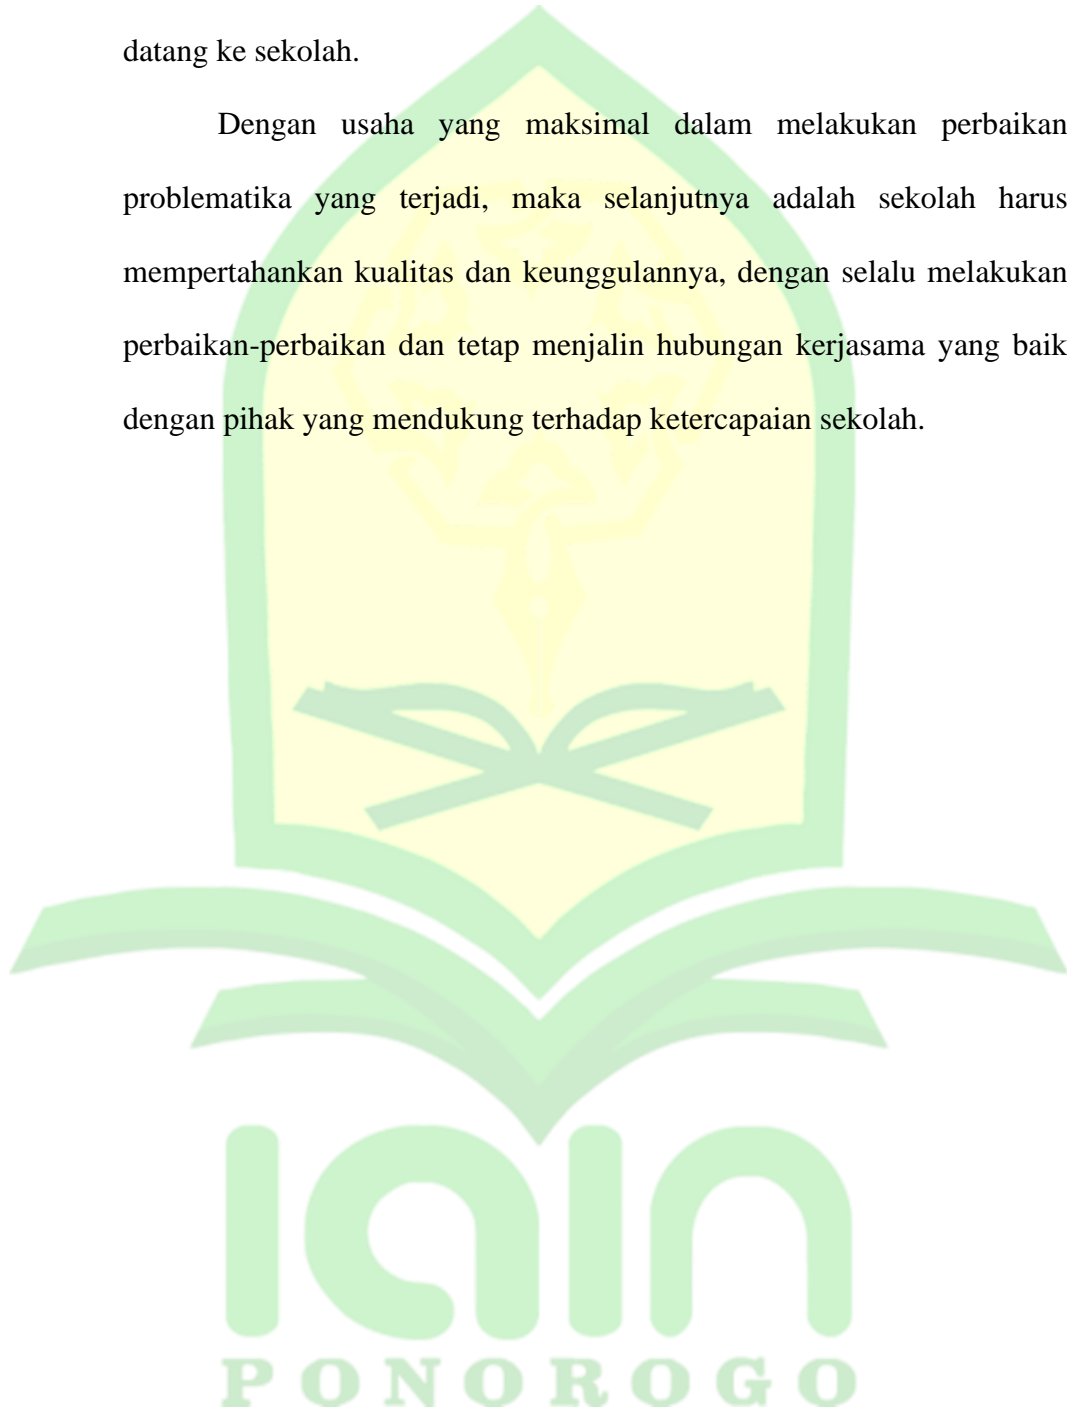 datang ke sekolah.
Dengan usaha yang maksimal dalam melakukan perbaikan
problematika yang terjadi, maka selanjutnya adalah sekolah harus
mempertahankan kualitas dan keunggulannya, dengan selalu melakukan
perbaikan-perbaikan dan tetap menjalin hubungan kerjasama yang baik
dengan pihak yang mendukung terhadap ketercapaian sekolah.
IAIN
PONOROGO